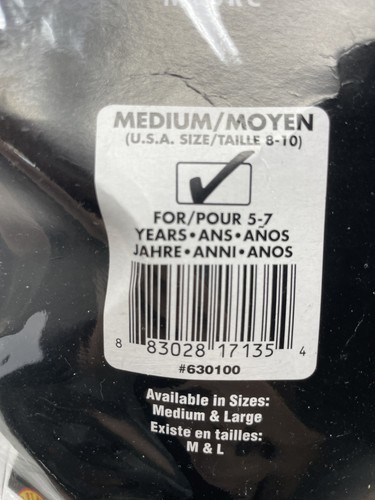 MEDIUM/MOYEN
(U.S.A. SIZE/TAILLE 8-10)
FOR/POUR 5-7
YEARS•ANS•AÑOS
JAHRE•ANNI•ANOS
8 83028 17135 4
#630100
Available in Sizes:
Medium & Large
Existe en tailles:
M & L